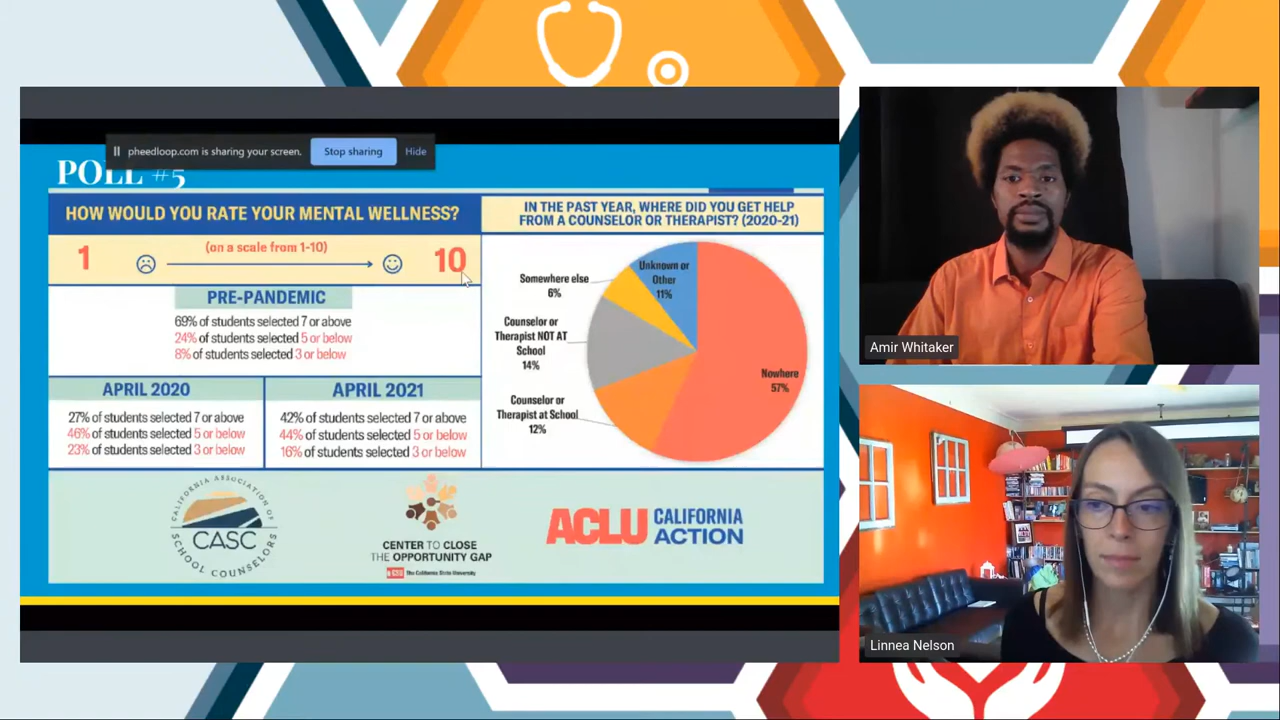 pheedloop.com is sharing your screen.
Stop sharing
Hide
POLL #5
HOW WOULD YOU RATE YOUR MENTAL WELLNESS?
(on a scale from 1-10)
1
10
PRE-PANDEMIC
69% of students selected 7 or above
24% of students selected 5 or below
8% of students selected 3 or below
APRIL 2020
27% of students selected 7 or above
46% of students selected 5 or below
23% of students selected 3 or below
APRIL 2021
42% of students selected 7 or above
44% of students selected 5 or below
16% of students selected 3 or below
IN THE PAST YEAR, WHERE DID YOU GET HELP
FROM A COUNSELOR OR THERAPIST? (2020-21)
Unknown or
Other
11%
Somewhere else
6%
Counselor or
Therapist NOT AT
School
14%
Counselor or
Therapist at School
12%
Nowhere
57%
CALIFORNIA ASSOCIATION OF
CASC
SCHOOL COUNSELORS
CENTER TO CLOSE
THE OPPORTUNITY GAP
CSU The California State University
ACLU CALIFORNIA
ACTION
Amir Whitaker
Linnea Nelson